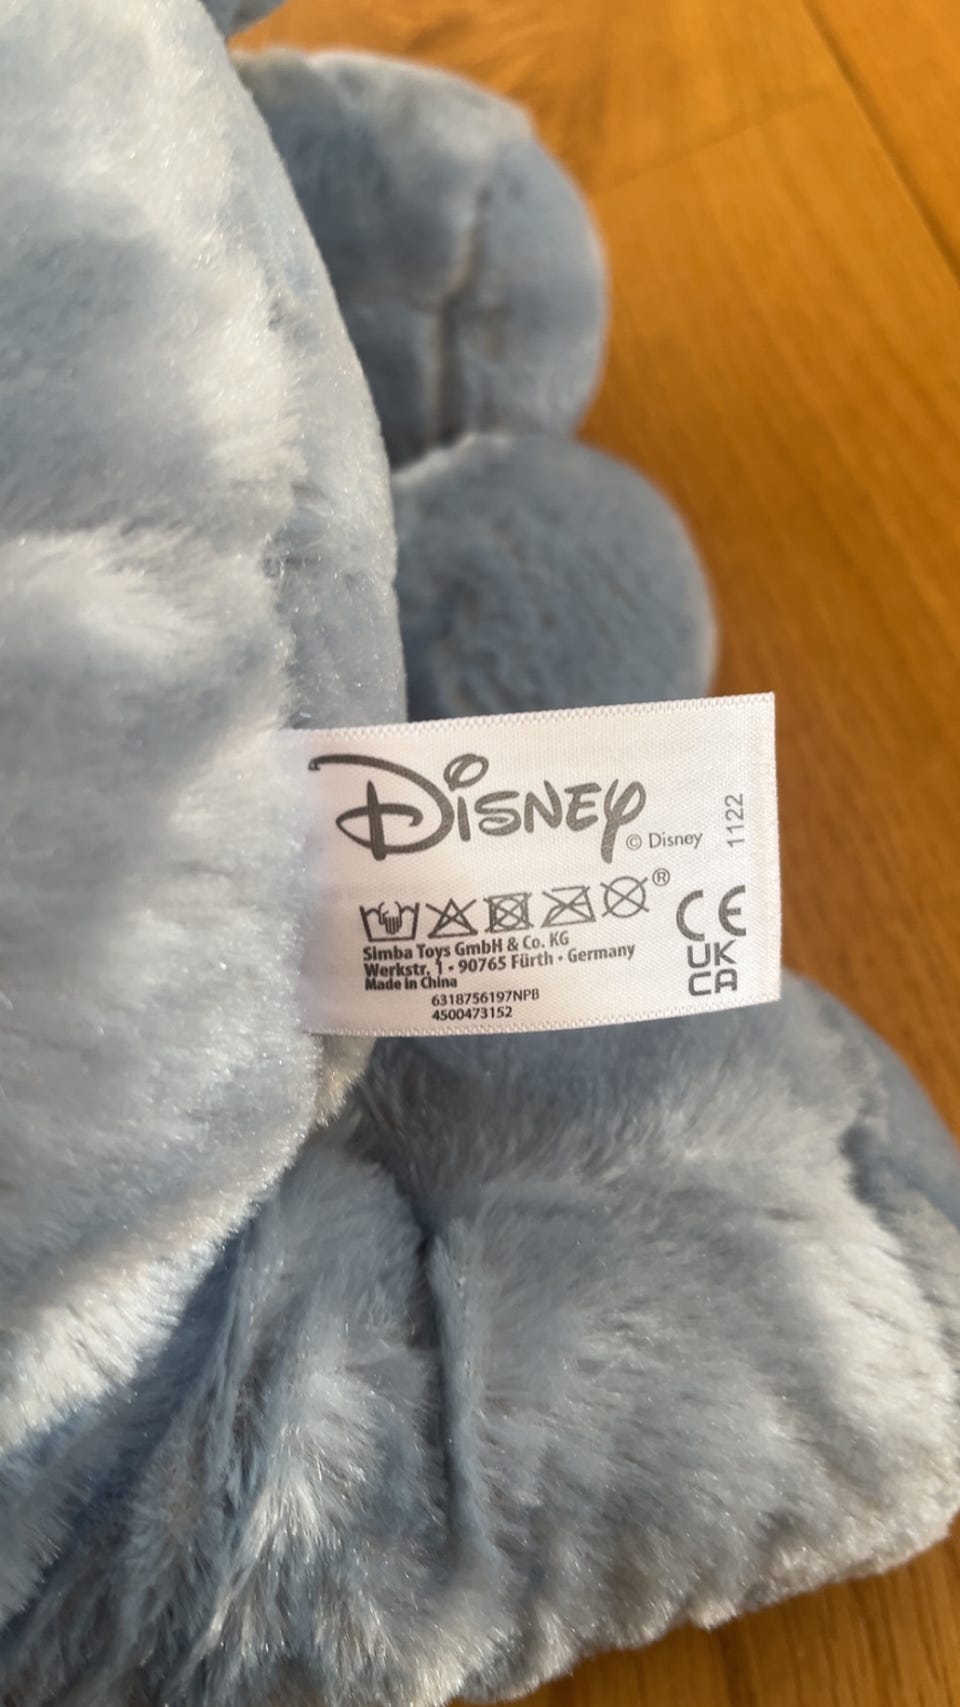 Disney
© Disney
1122
®
Simba Toys GmbH & Co. KG
Werkstr. 1 - 90765 Fürth • Germany
Made in China
6318756197NPB
4500473152
CE
UK
CA